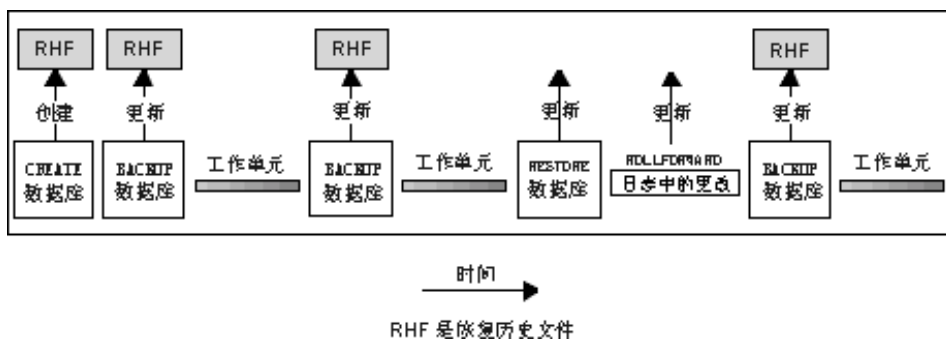 RHF RHF RHF RHF
创建 更新 更新 更新 更新 更新
CREATE
数据库
BACKUP
数据库
工作单元
BACKUP
数据库
工作单元
RESTORE
数据库
ROLLFORWARD
日志中的更改
BACKUP
数据库
工作单元
时间
RHF 是恢复历史文件